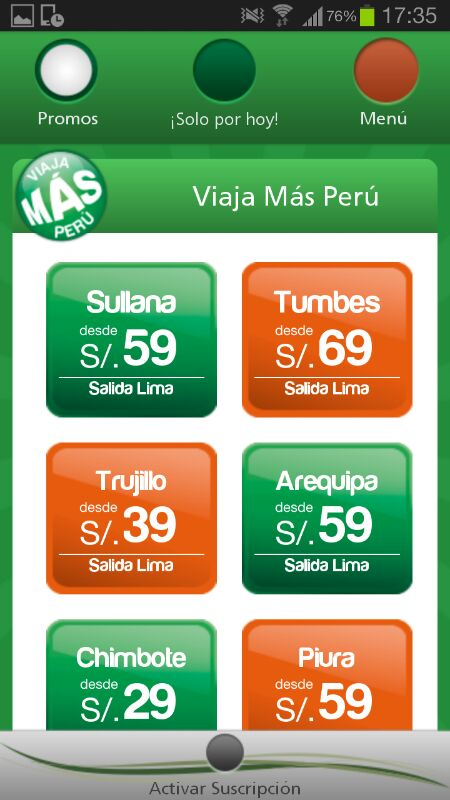 76% 17:35
Promos
¡Solo por hoy!
Menú
VIAJA
MÁS
PERÚ
Viaja Más Perú
Sullana
desde
S/.59
Salida Lima
Tumbes
desde
S/.69
Salida Lima
Trujillo
desde
S/.39
Salida Lima
Arequipa
desde
S/.59
Salida Lima
Chimbote
desde
S/.29
Piura
desde
S/.59
Activar Suscripción